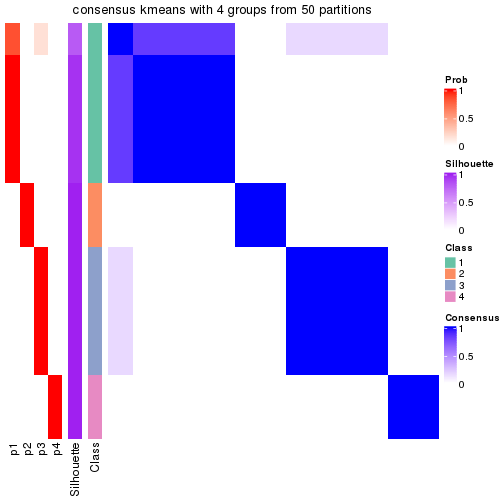 consensus kmeans with 4 groups from 50 partitions
Prob
1
0.5
0
Silhouette
1
0.5
0
Class
1
2
3
4
Consensus
1
0.5
0
p1
p2
p3
p4
Silhouette
Class